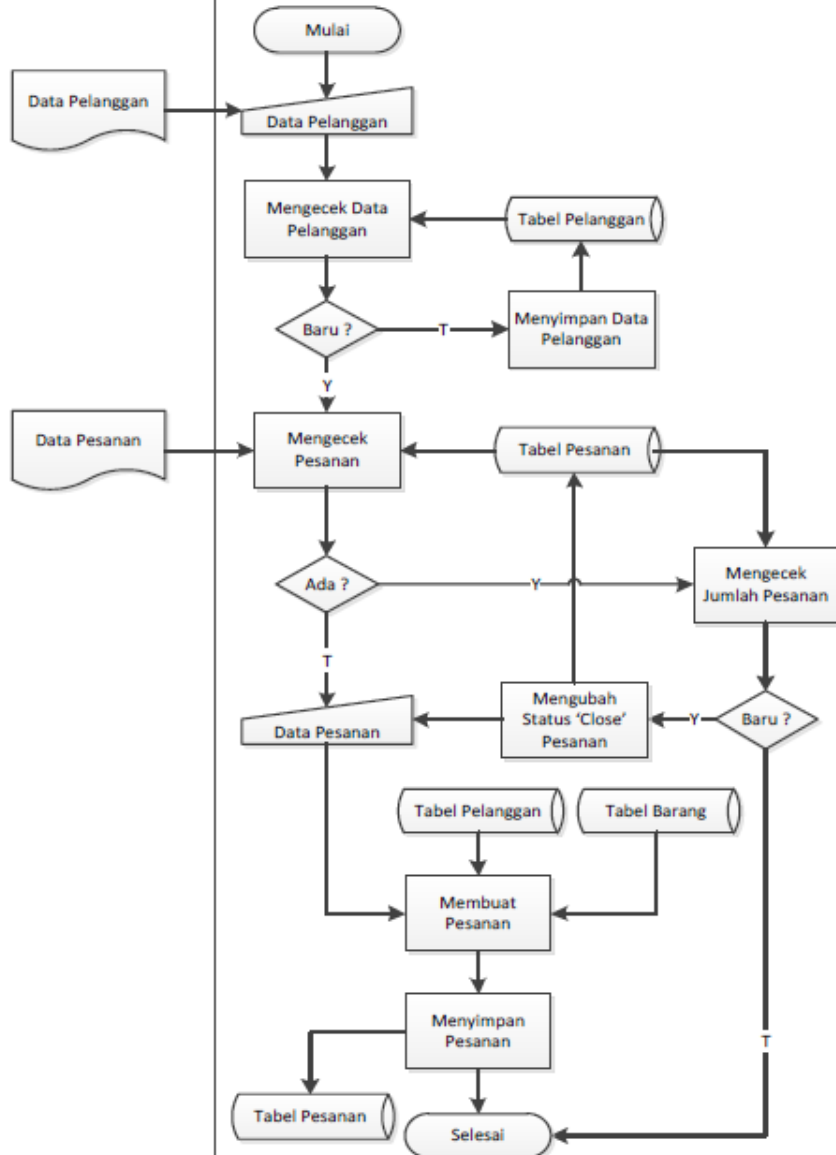 Mulai
Data Pelanggan
Data Pelanggan
Mengecek Data
Pelanggan
Tabel Pelanggan
Baru ?
T
Menyimpan Data
Pelanggan
Y
Data Pesanan
Mengecek
Pesanan
Tabel Pesanan
Ada ?
Y
Mengecek
Jumlah Pesanan
T
Data Pesanan
Mengubah
Status ‘Close’
Pesanan
Y
Baru ?
Tabel Pelanggan
Tabel Barang
Membuat
Pesanan
Menyimpan
Pesanan
T
Tabel Pesanan
Selesai